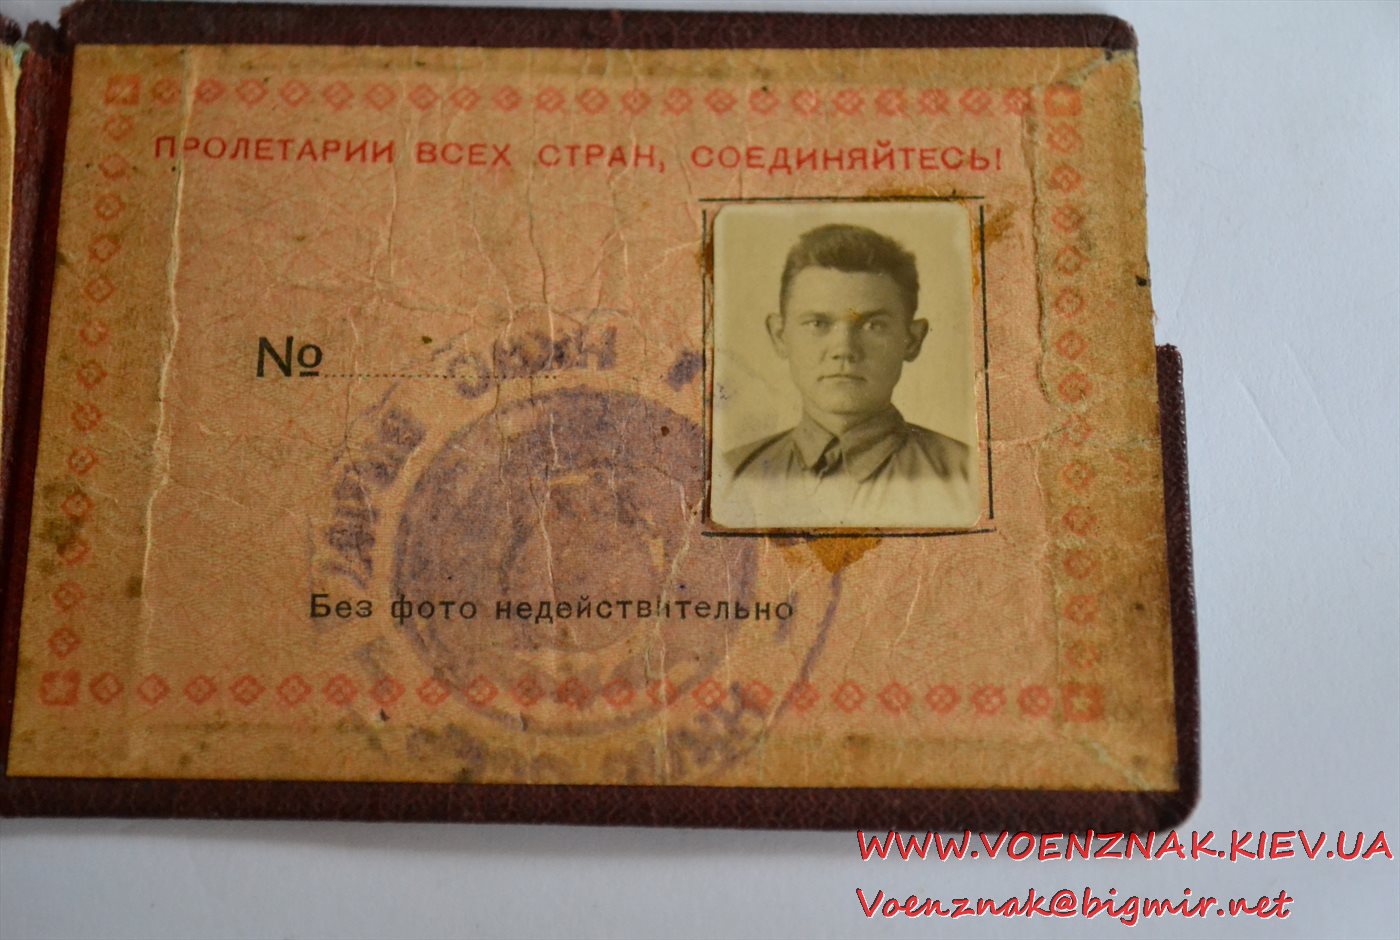 ПРОЛЕТАРИИ ВСЕХ СТРАН, СОЕДИНЯЙТЕСЬ!
№
Без фото недействительно
WWW.VOENZNAK.KIEV.UA
Voenznak@bigmir.net